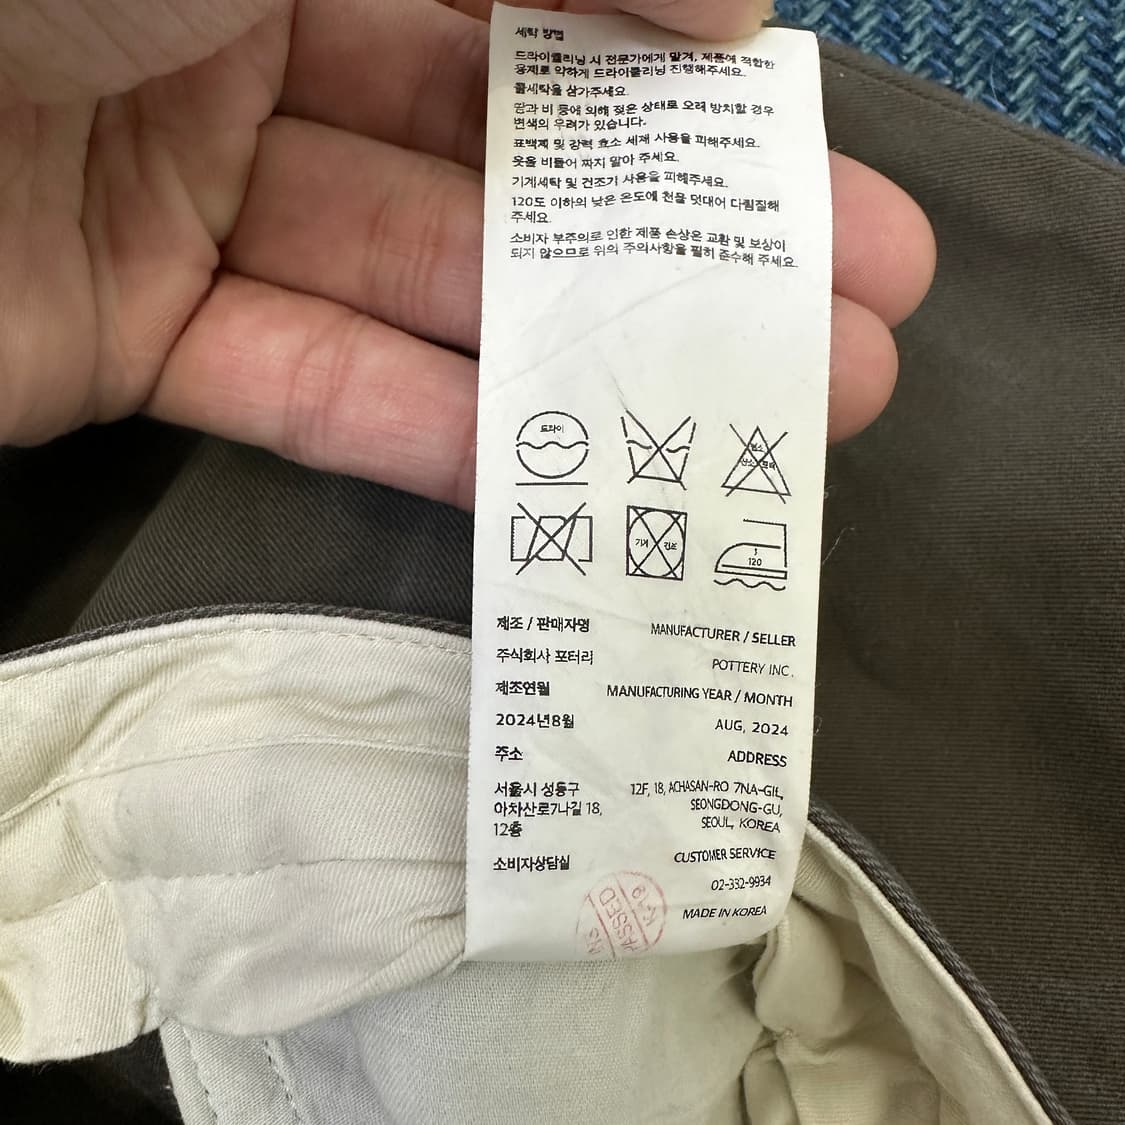 세탁 방법
드라이클리닝 시 전문가에게 맡겨, 제품에 적합한
용제로 약하게 드라이클리닝 진행해주세요.
물세탁을 삼가주세요.
땀과 비 등에 의해 젖은 상태로 오래 방치할 경우
변색의 우려가 있습니다.
표백제 및 강력 효소 세재 사용을 피해주세요.
옷을 비틀어 짜지 말아 주세요.
기계세탁 및 건조기 사용을 피해주세요.
120도 이하의 낮은 온도에 천을 덧대어 다림질해
주세요.
소비자 부주의로 인한 제품 손상은 교환 및 보상이
되지 않으므로 위의 주의사항을 필히 준수해 주세요.
드라이
염소
산소 표백
기계 건조
120
제조 / 판매자명 MANUFACTURER / SELLER
주식회사 포터리 POTTERY INC.
제조연월 MANUFACTURING YEAR / MONTH
2024년8월 AUG, 2024
주소 ADDRESS
서울시 성동구 12F, 18, ACHASAN-RO 7NA-GIL,
아차산로7나길 18, SEONGDONG-GU,
12층 SEOUL, KOREA
소비자상담실 CUSTOMER SERVICE
02-332-9934
MADE IN KOREA
PASSED